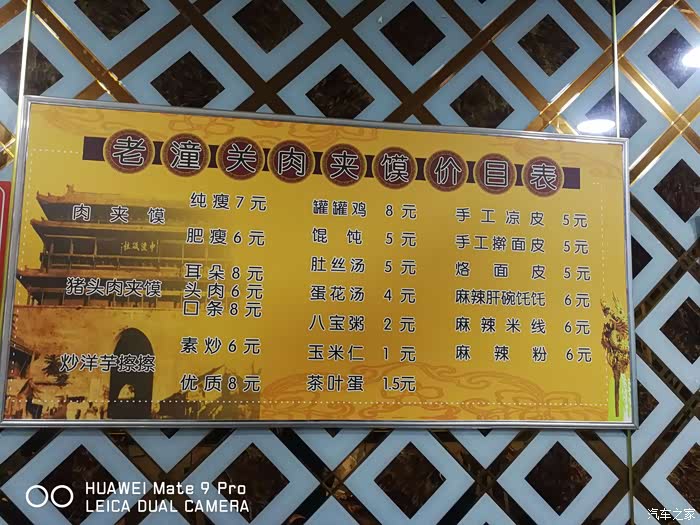 老潼关肉夹馍价目表
肉夹馍
纯瘦 7 元
肥瘦 6 元
猪头肉夹馍
耳朵 8 元
头肉 6 元
口条 8 元
炒洋芋擦擦
素炒 6 元
优质 8 元
罐罐鸡 8 元
馄饨 5 元
肚丝汤 5 元
蛋花汤 4 元
八宝粥 2 元
玉米仁 1 元
茶叶蛋 1.5元
手工凉皮 5元
手工擀面皮 5元
烙面皮 5元
麻辣肝碗饦饦 6元
麻辣米线 6元
麻辣粉 6元
HUAWEI Mate 9 Pro
LEICA DUAL CAMERA
汽车之家